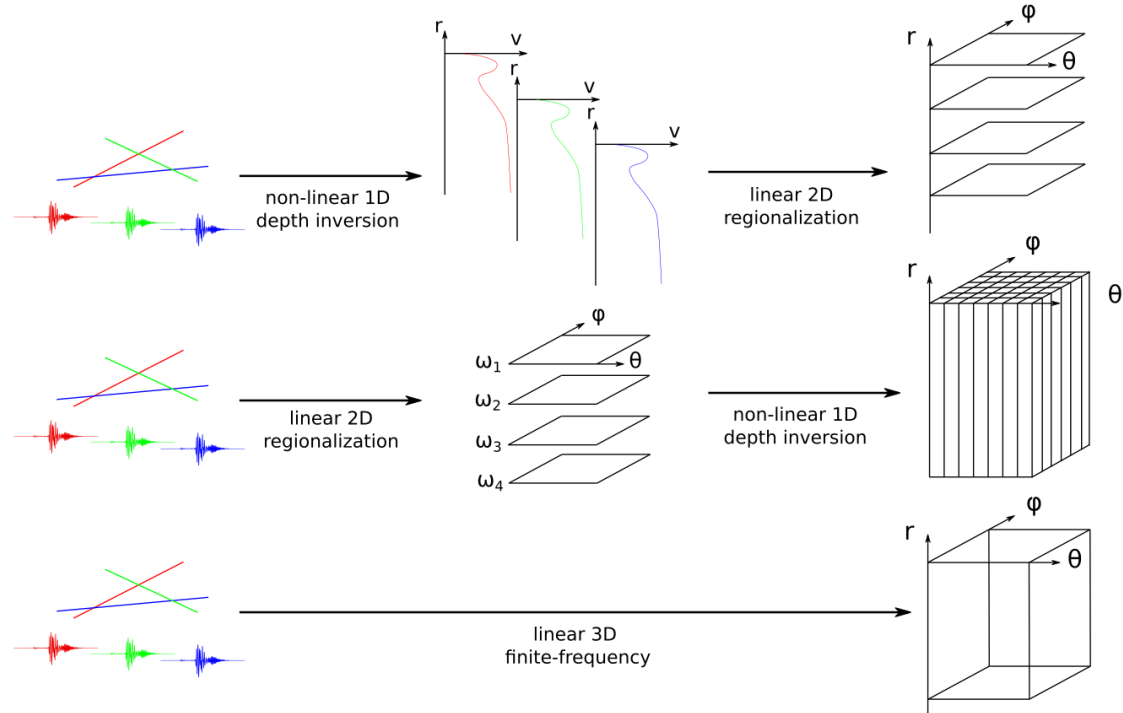 r
v
r
v
r
v
non-linear 1D
depth inversion
linear 2D
regionalization
r
φ
θ
linear 2D
regionalization
φ
θ
ω1
ω2
ω3
ω4
non-linear 1D
depth inversion
r
φ
θ
linear 3D
finite-frequency
r
φ
θ